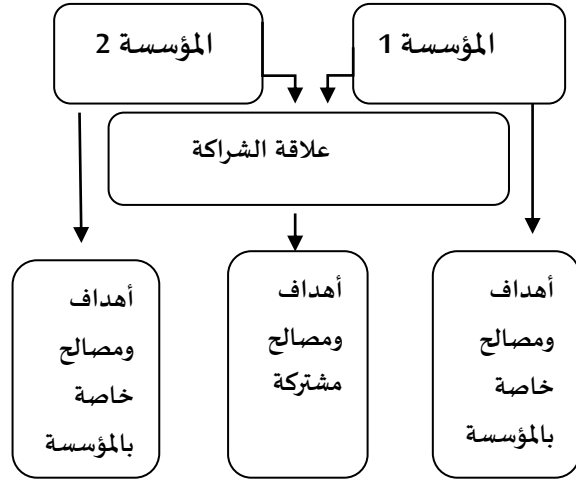 المؤسسة 1
المؤسسة 2
علاقة الشراكة
أهداف
ومصالح
خاصة
بالمؤسسة
أهداف
ومصالح
مشتركة
أهداف
ومصالح
خاصة
بالمؤسسة